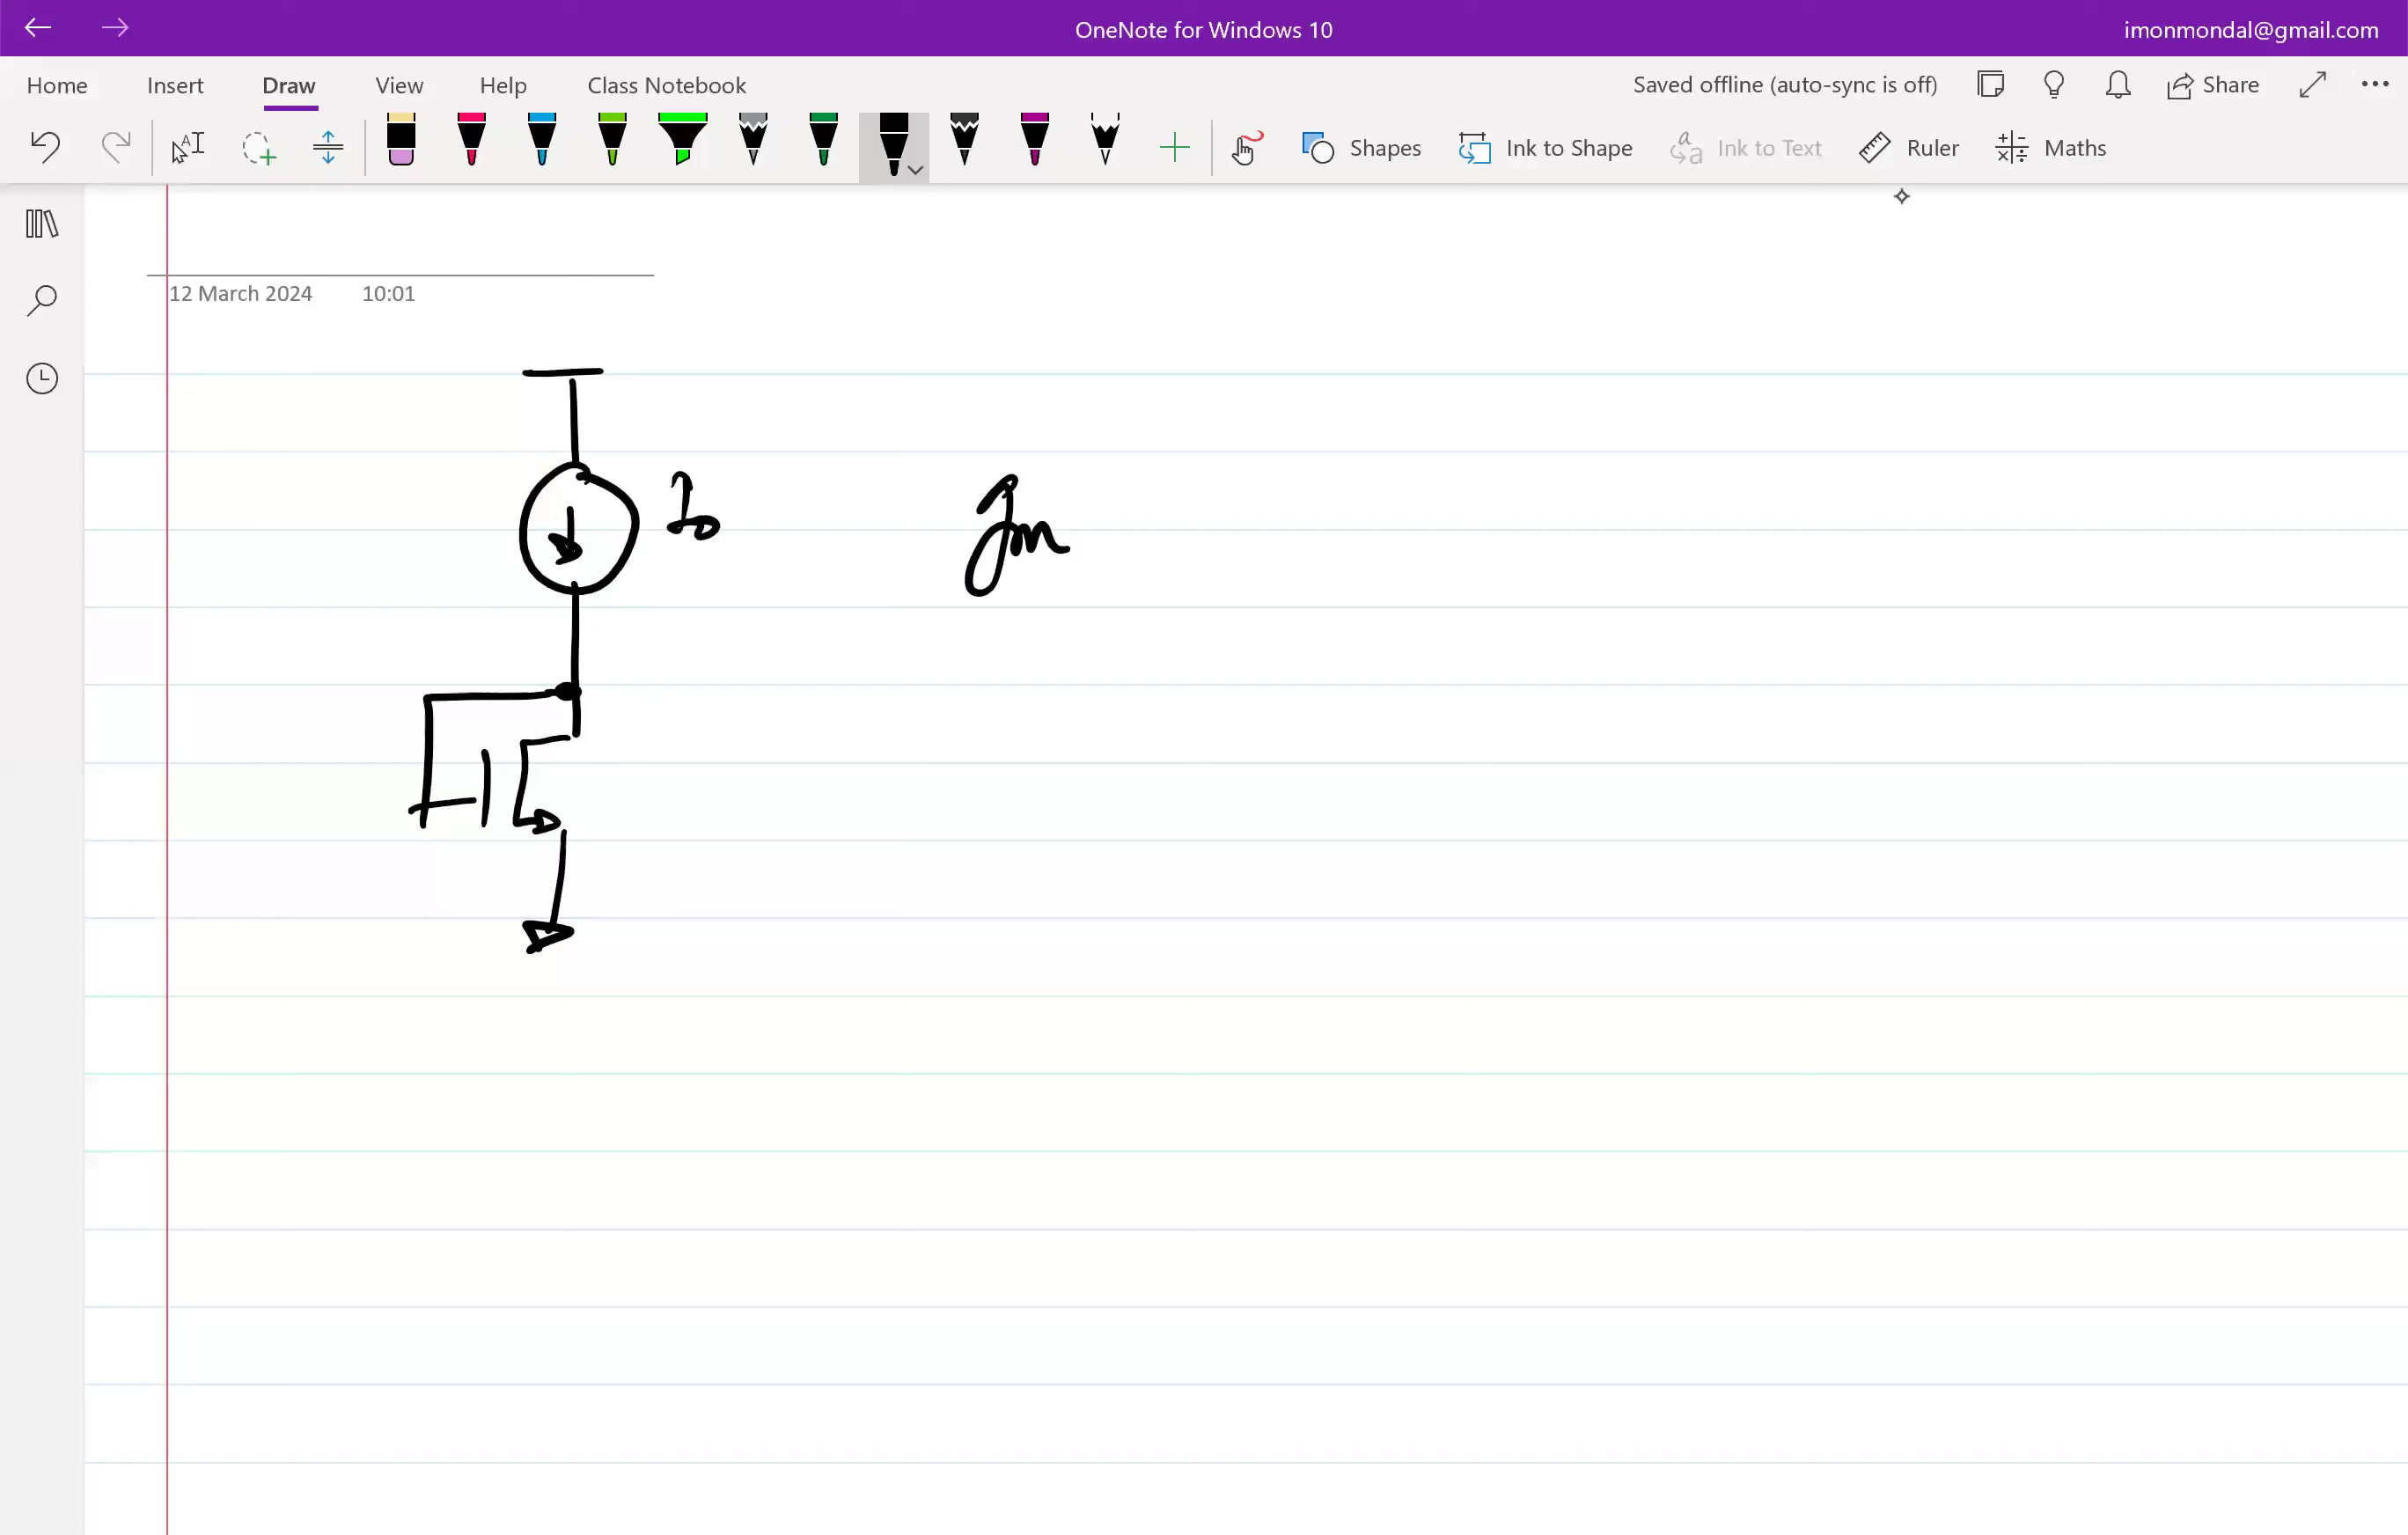 OneNote for Windows 10
imonmondal@gmail.com
Home Insert Draw View Help Class Notebook
Saved offline (auto-sync is off) Share
Shapes Ink to Shape Ink to Text Ruler Maths
12 March 2024 10:01
I0
gm